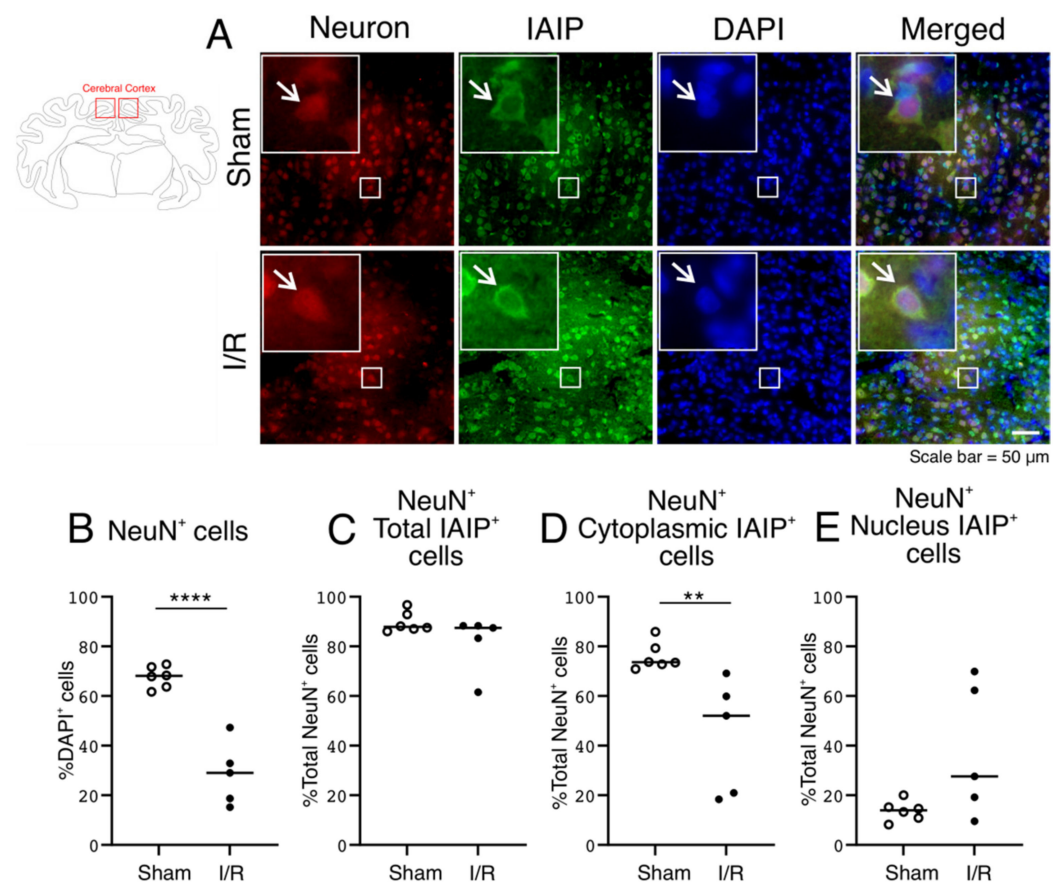 A
Neuron
IAIP
DAPI
Merged
Cerebral Cortex
Sham
I/R
Scale bar = 50 µm
B
NeuN⁺ cells
C
NeuN⁺
Total IAIP⁺
cells
D
NeuN⁺
Cytoplasmic IAIP⁺
cells
E
NeuN⁺
Nucleus IAIP⁺
cells
%DAPI⁺ cells
100
80
60
40
20
0
****
Sham
I/R
%Total NeuN⁺ cells
100
80
60
40
20
0
Sham
I/R
%Total NeuN⁺ cells
100
80
60
40
20
0
**
Sham
I/R
%Total NeuN⁺ cells
100
80
60
40
20
0
Sham
I/R